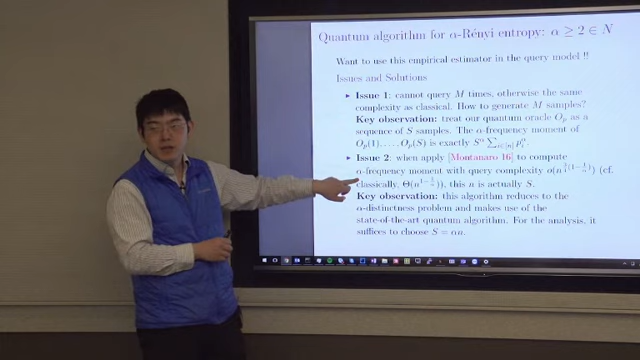 Quantum algorithm for α-Rényi entropy: α ≥ 2 ∈ N
Want to use this empirical estimator in the query model !!
Issues and Solutions
▸ Issue 1: cannot query M times, otherwise the same
complexity as classical. How to generate M samples?
Key observation: treat our quantum oracle O_p as a
sequence of S samples. The α-frequency moment of
O_p(1), . . . , O_p(S) is exactly S^α ∑_{i∈[n]} p_i^α.
▸ Issue 2: when apply [Montanaro 16] to compute
α-frequency moment with query complexity (cf.
classically, Θ(n^{1−1/α})), this n is actually S.
Key observation: this algorithm reduces to the
α-distinctness problem and makes use of the
state-of-the-art quantum algorithm. For the analysis, it
suffices to choose S = αn.